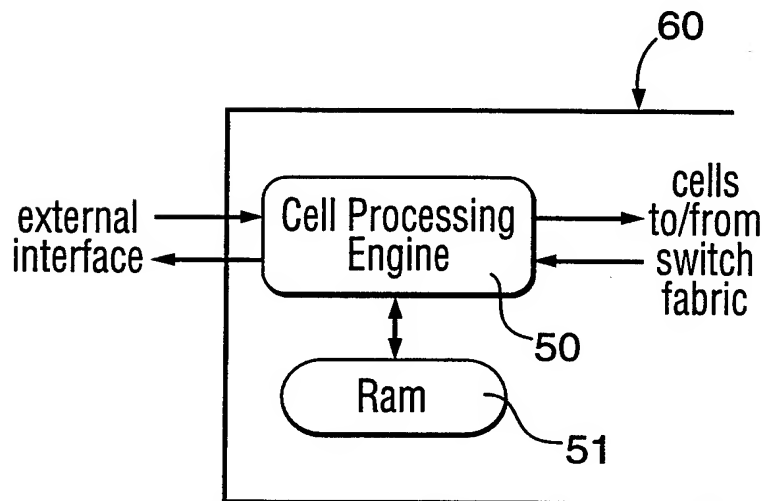 60
external
interface
Cell Processing
Engine
cells
to/from
switch
fabric
50
Ram
51